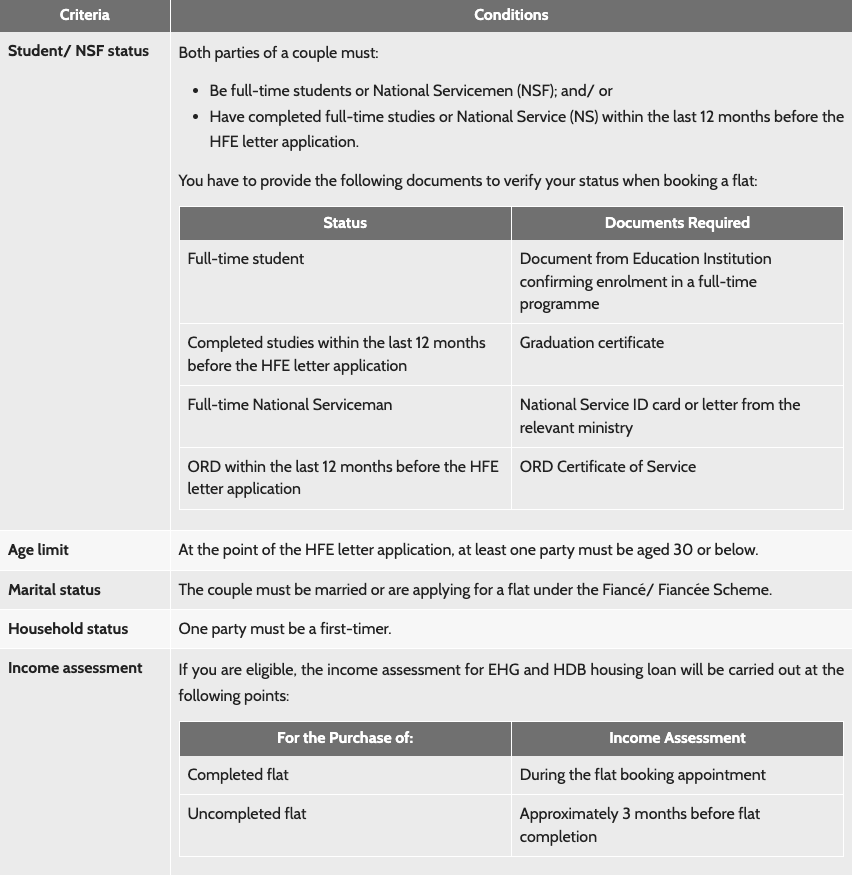 Criteria
Conditions
Student/ NSF status
Both parties of a couple must:
• Be full-time students or National Servicemen (NSF); and/ or
• Have completed full-time studies or National Service (NS) within the last 12 months before the
HFE letter application.
You have to provide the following documents to verify your status when booking a flat:
Status
Documents Required
Full-time student
Document from Education Institution
confirming enrolment in a full-time
programme
Completed studies within the last 12 months
before the HFE letter application
Graduation certificate
Full-time National Serviceman
National Service ID card or letter from the
relevant ministry
ORD within the last 12 months before the HFE
letter application
ORD Certificate of Service
Age limit
At the point of the HFE letter application, at least one party must be aged 30 or below.
Marital status
The couple must be married or are applying for a flat under the Fiancé/ Fiancée Scheme.
Household status
One party must be a first-timer.
Income assessment
If you are eligible, the income assessment for EHG and HDB housing loan will be carried out at the
following points:
For the Purchase of:
Income Assessment
Completed flat
During the flat booking appointment
Uncompleted flat
Approximately 3 months before flat
completion